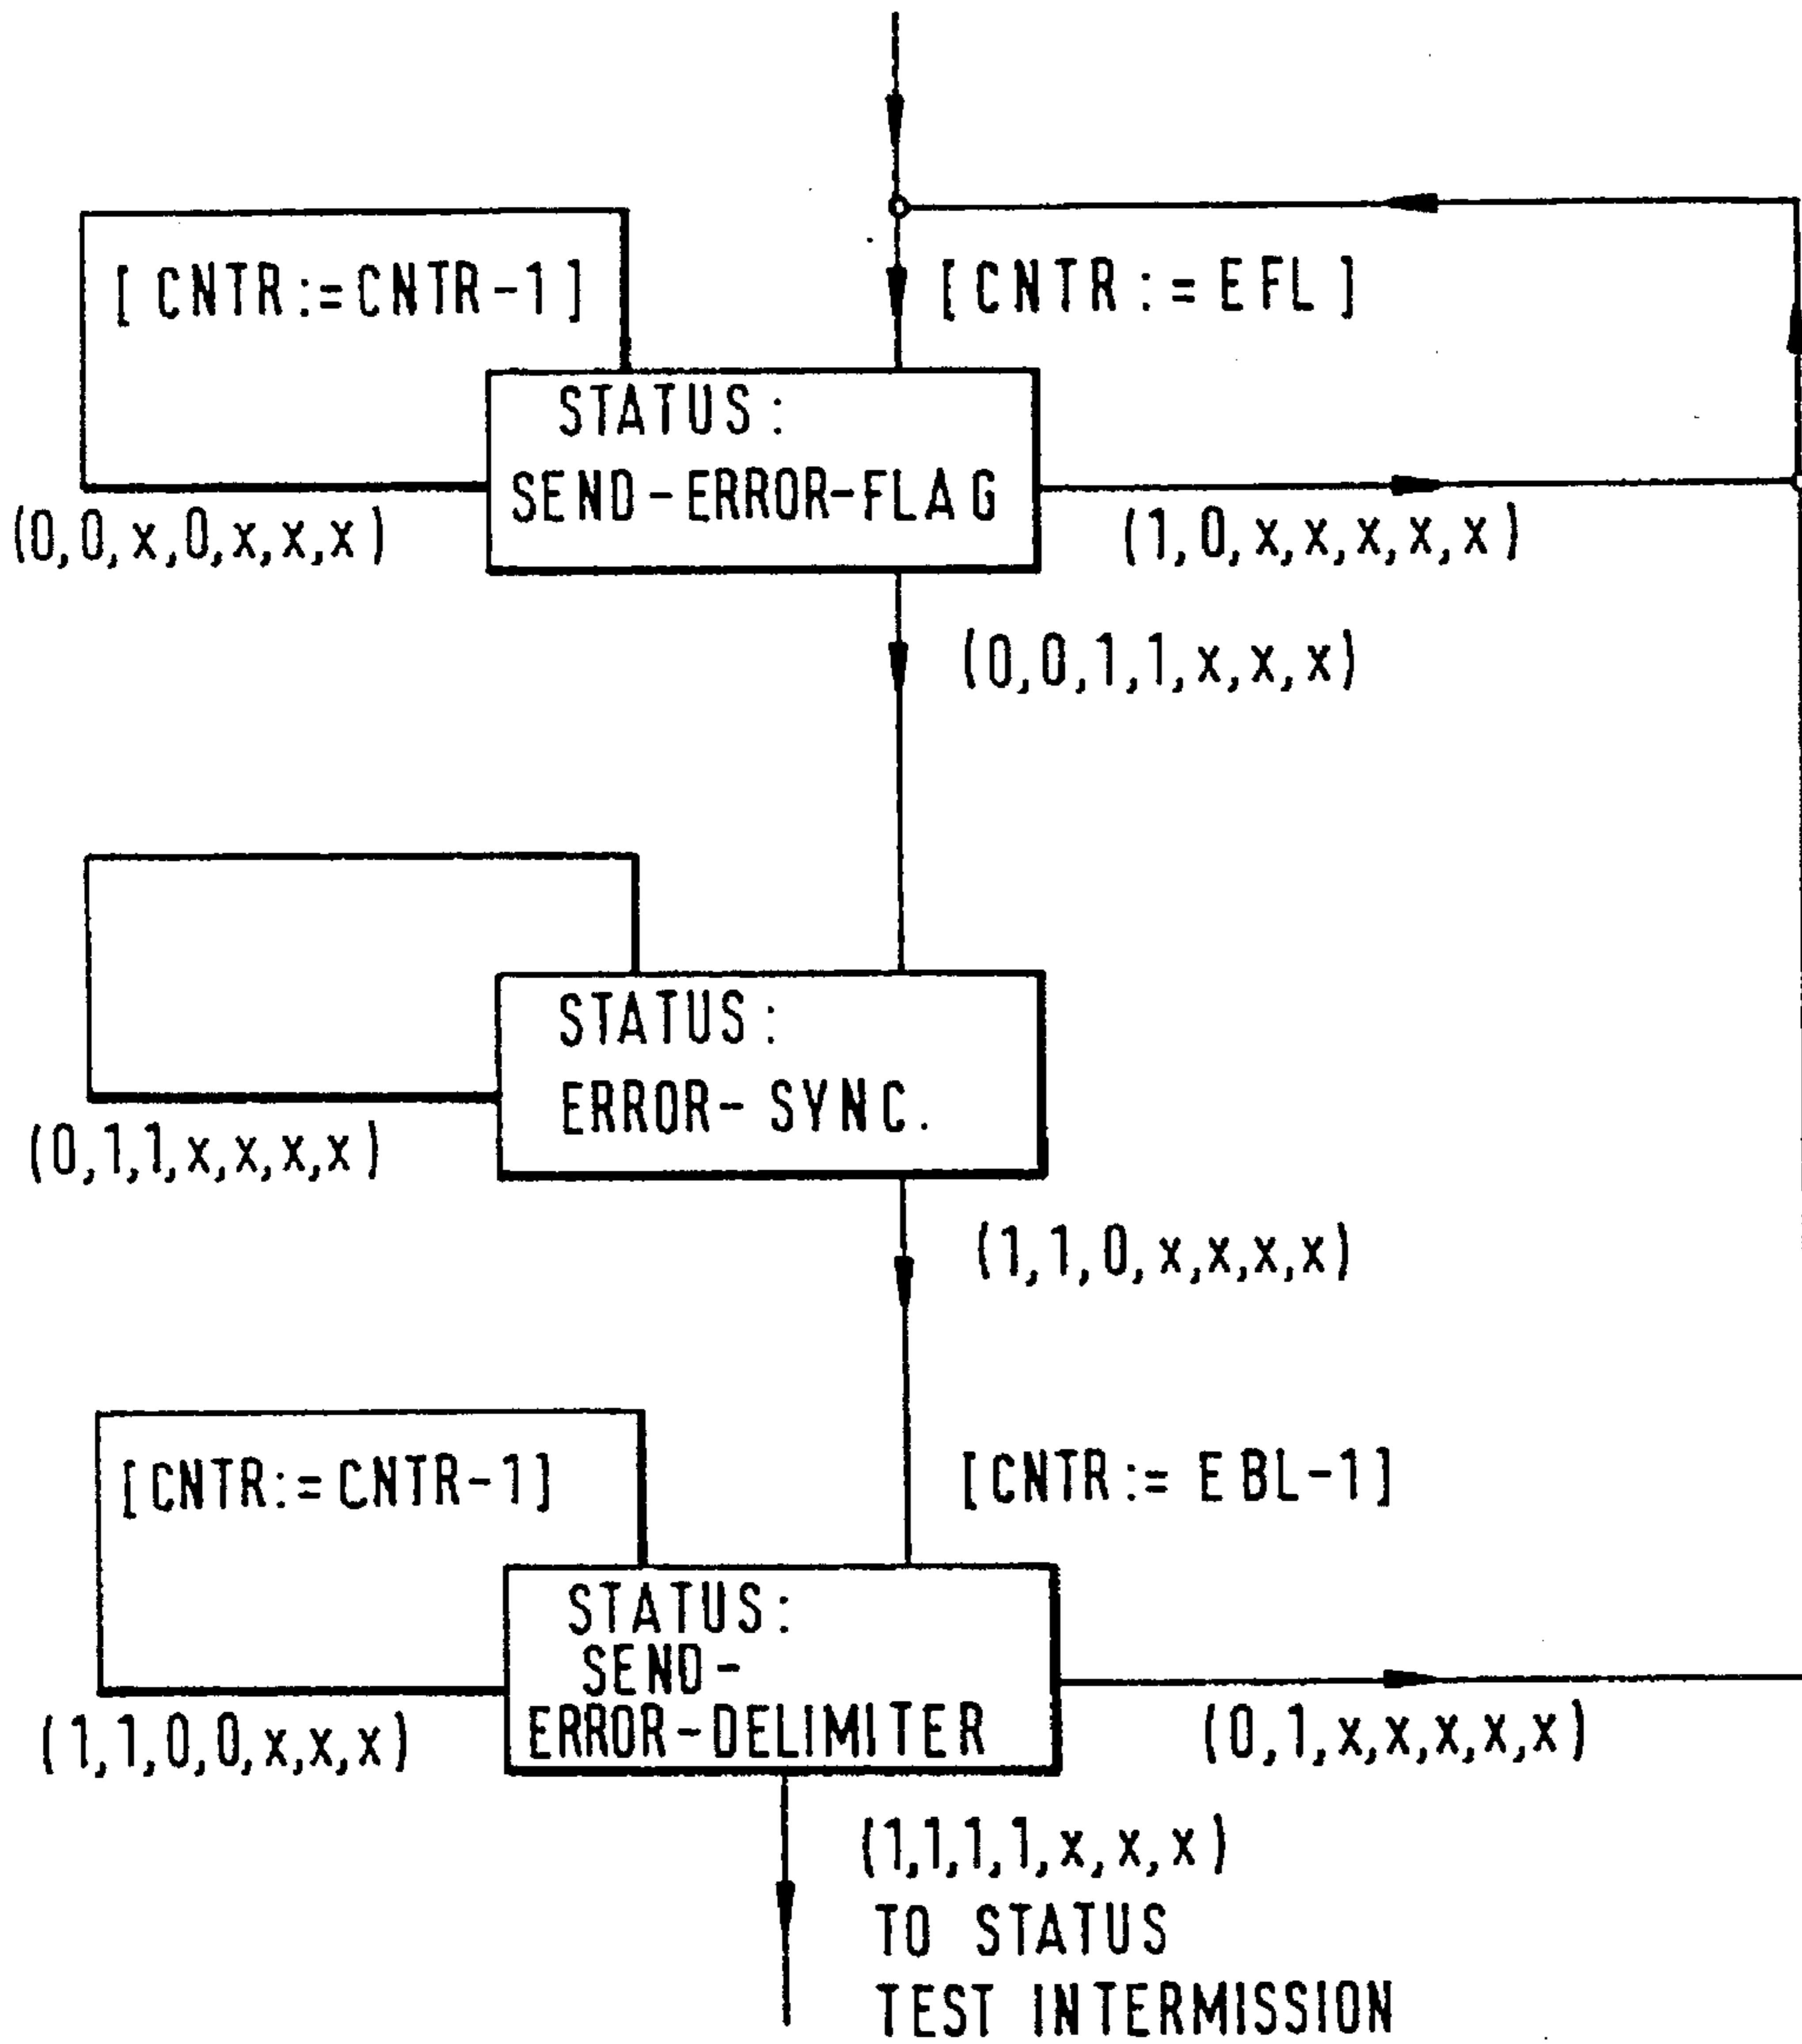 [CNTR:=CNTR-1]
[CNTR:=EFL]
STATUS:
SEND-ERROR-FLAG
(0,0,x,0,x,x,x)
(1,0,x,x,x,x,x)
(0,0,1,1,x,x,x)
STATUS:
ERROR-SYNC.
(0,1,1,x,x,x,x)
(1,1,0,x,x,x,x)
[CNTR:=CNTR-1]
[CNTR:=EBL-1]
STATUS:
SEND-
ERROR-DELIMITER
(1,1,0,0,x,x,x)
(0,1,x,x,x,x,x)
(1,1,1,1,x,x,x)
TO STATUS
TEST INTERMISSION